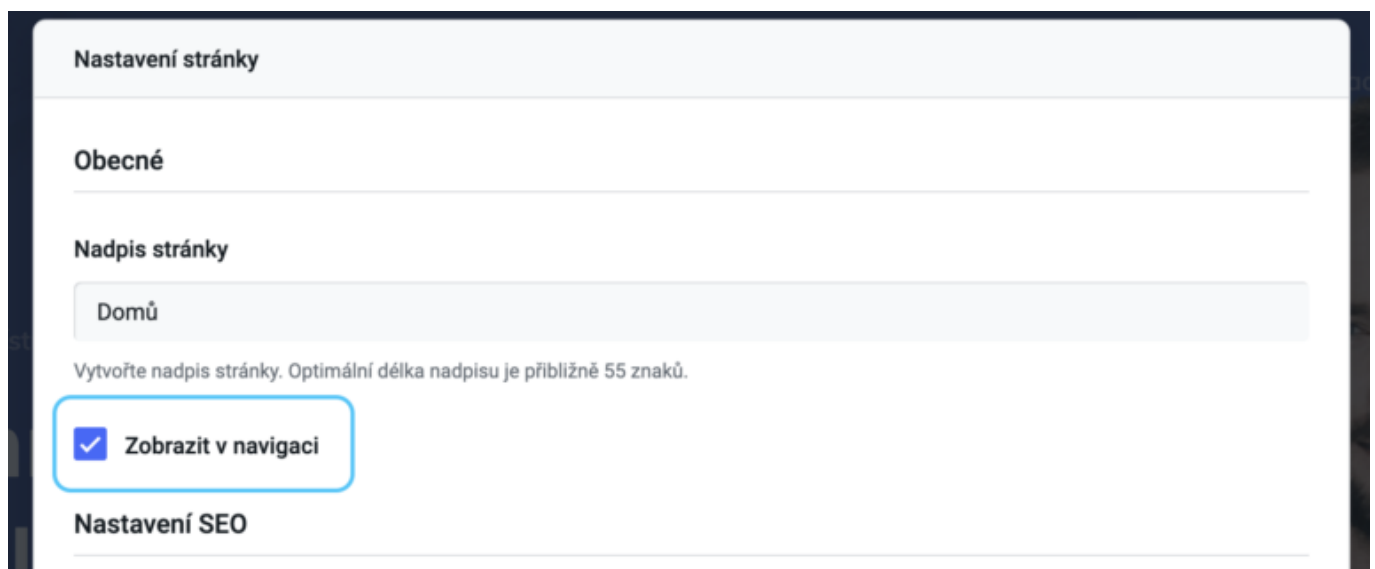 Nastavení stránky
Obecné
Nadpis stránky
Domů
Vytvořte nadpis stránky. Optimální délka nadpisu je přibližně 55 znaků.
Zobrazit v navigaci
Nastavení SEO